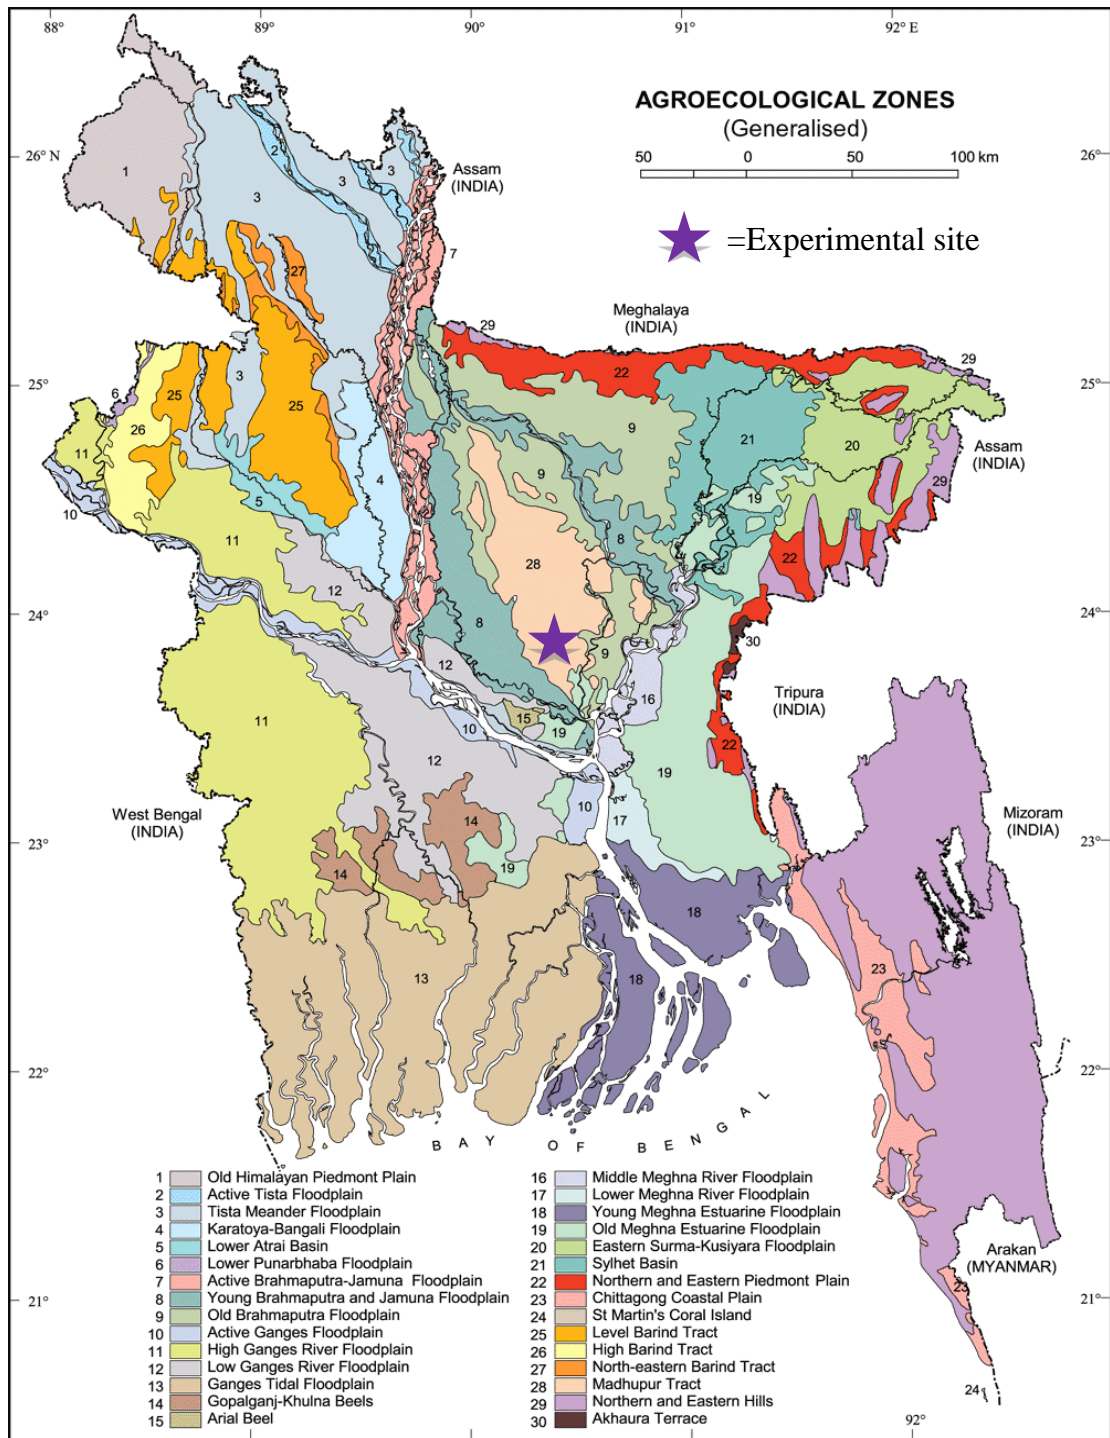 88° 89° 90° 91° 92° E
AGROECOLOGICAL ZONES
(Generalised)
50 0 50 100 km
=Experimental site
26° N
26°
Assam
(INDIA)
1
2
3
3
3
7
27
Meghalaya
(INDIA)
29
29
25°
25°
22
6
25
3
25
26
9
21
20
11
Assam
(INDIA)
4
9
19
29
5
10
11
8
28
22
12
24°
24°
8
30
9
12
16
Tripura
(INDIA)
11
10
15
19
22
12
19
West Bengal
(INDIA)
10
17
14
Mizoram
(INDIA)
23°
23°
19
14
18
13
18
23
22°
22°
BAY OF BENGAL
Arakan
(MYANMAR)
23
21°
21°
24
92°
1 Old Himalayan Piedmont Plain
2 Active Tista Floodplain
3 Tista Meander Floodplain
4 Karatoya-Bangali Floodplain
5 Lower Atrai Basin
6 Lower Punarbhaba Floodplain
7 Active Brahmaputra-Jamuna Floodplain
8 Young Brahmaputra and Jamuna Floodplain
9 Old Brahmaputra Floodplain
10 Active Ganges Floodplain
11 High Ganges River Floodplain
12 Low Ganges River Floodplain
13 Ganges Tidal Floodplain
14 Gopalganj-Khulna Beels
15 Arial Beel
16 Middle Meghna River Floodplain
17 Lower Meghna River Floodplain
18 Young Meghna Estuarine Floodplain
19 Old Meghna Estuarine Floodplain
20 Eastern Surma-Kusiyara Floodplain
21 Sylhet Basin
22 Northern and Eastern Piedmont Plain
23 Chittagong Coastal Plain
24 St Martin's Coral Island
25 Level Barind Tract
26 High Barind Tract
27 North-eastern Barind Tract
28 Madhupur Tract
29 Northern and Eastern Hills
30 Akhaura Terrace